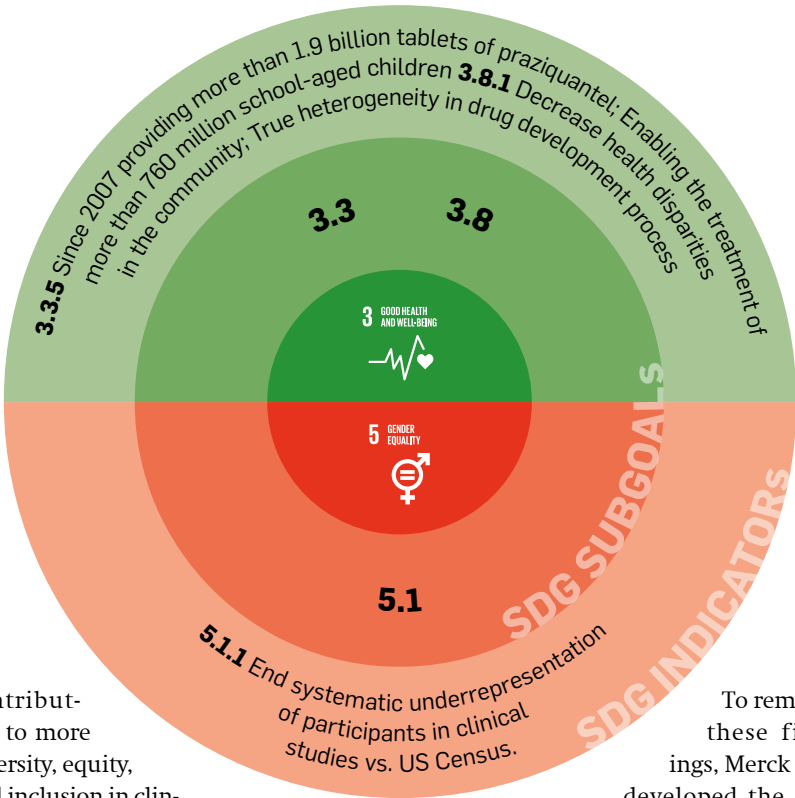 3.3.5 Since 2007 providing more than 1.9 billion tablets of praziquantel; Enabling the treatment of
more than 760 million school-aged children 3.8.1 Decrease health disparities
in the community; True heterogeneity in drug development process
3.3 3.8
3 GOOD HEALTH
AND WELL-BEING
5 GENDER
EQUALITY
SDG SUBGOALS
SDG INDICATORS
5.1
5.1.1 End systematic underrepresentation
of participants in clinical
studies vs. US Census.
to more
equity,
inclusion in clin-
To rem
these fi
ings, Merck
developed the